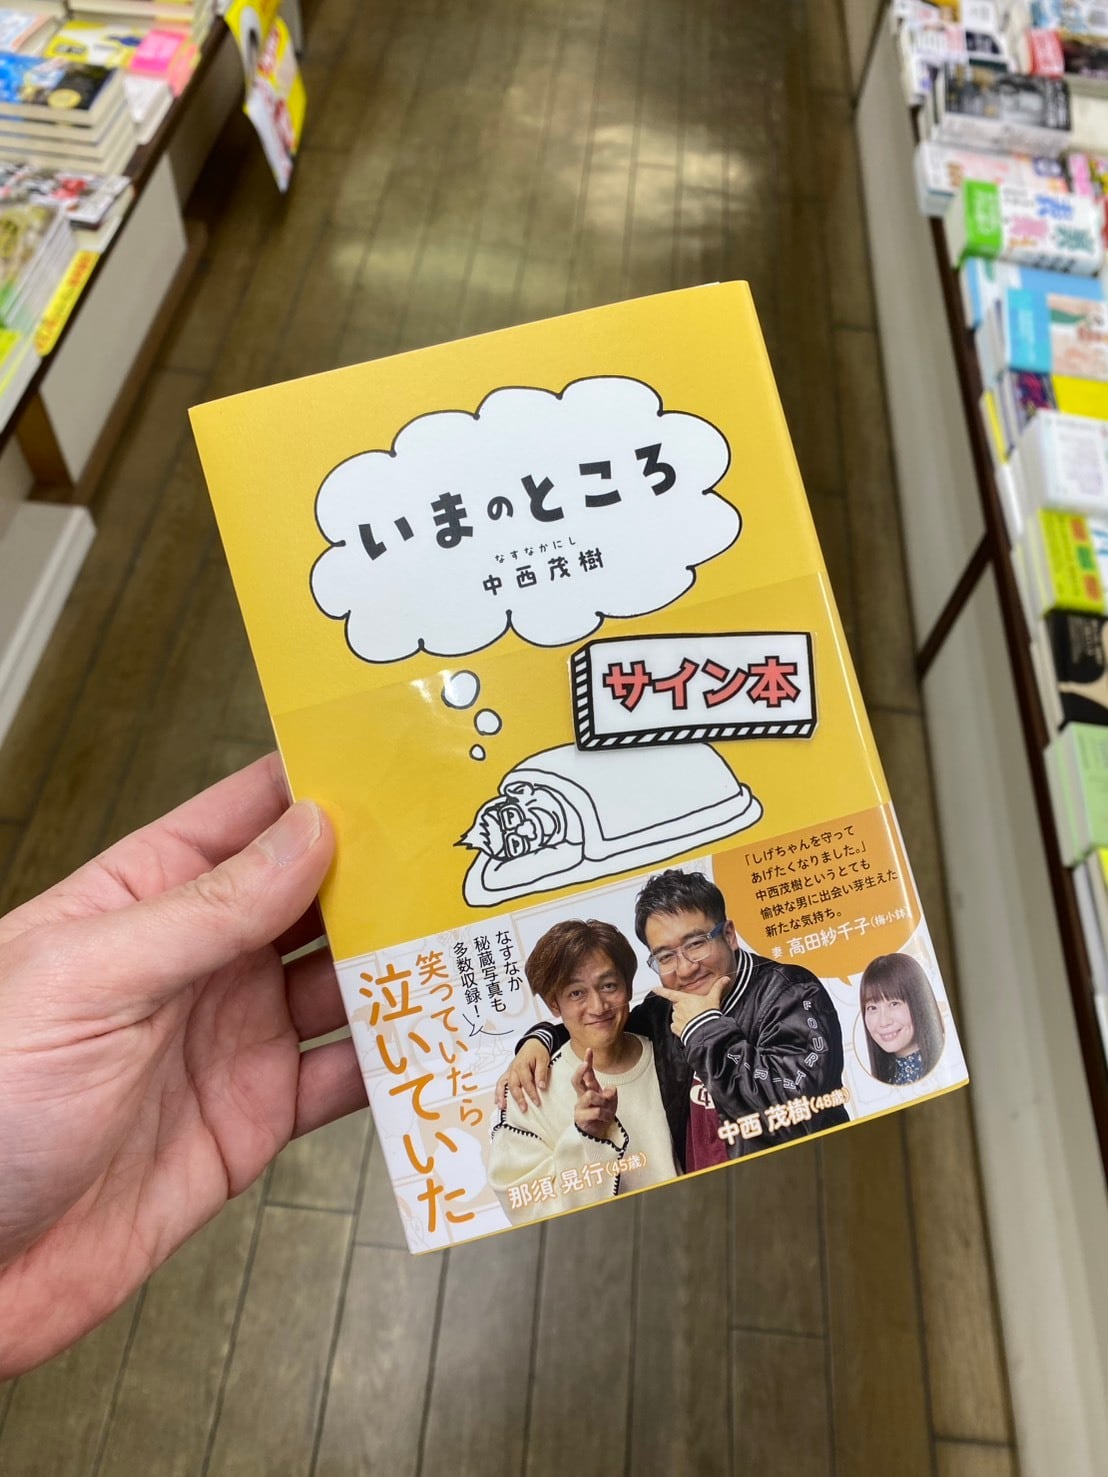 いまのところ
なすなかにし
中西茂樹
サイン本
「しげちゃんを守って
あげたくなりました。」
中西茂樹というとても
愉快な男に出会い芽生えた
新たな気持ち。
妻 高田紗千子(梅小鉢)
なすなか
秘蔵写真も
多数収録!
笑っていたら
泣いていた
那須 晃行(45歳)
中西 茂樹(48歳)